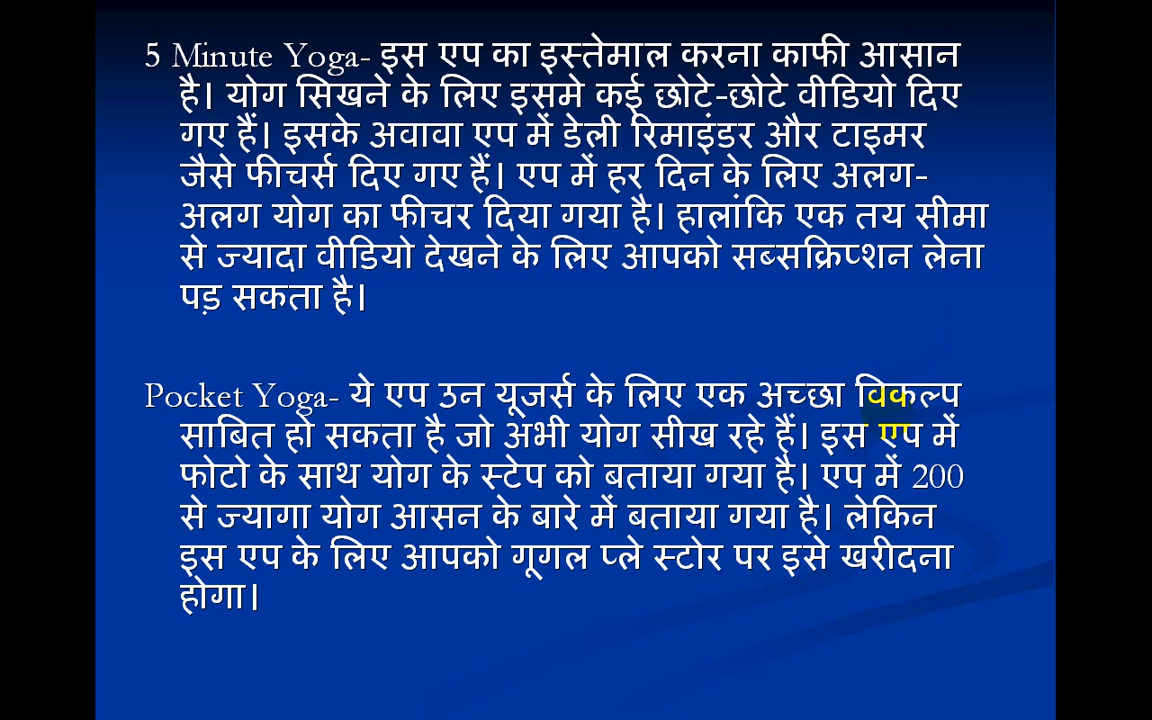 5 Minute Yoga- इस एप का इस्तेमाल करना काफी आसान
है। योग सिखने के लिए इसमे कई छोटे-छोटे वीडियो दिए
गए हैं। इसके अवावा एप में डेली रिमाइंडर और टाइमर
जैसे फीचर्स दिए गए हैं। एप में हर दिन के लिए अलग-
अलग योग का फीचर दिया गया है। हालांकि एक तय सीमा
से ज्यादा वीडियो देखने के लिए आपको सब्सक्रिप्शन लेना
पड़ सकता है।
Pocket Yoga- ये एप उन यूजर्स के लिए एक अच्छा विकल्प
साबित हो सकता है जो अभी योग सीख रहे हैं। इस एप में
फोटो के साथ योग के स्टेप को बताया गया है। एप में 200
से ज्यागा योग आसन के बारे में बताया गया है। लेकिन
इस एप के लिए आपको गूगल प्ले स्टोर पर इसे खरीदना
होगा।